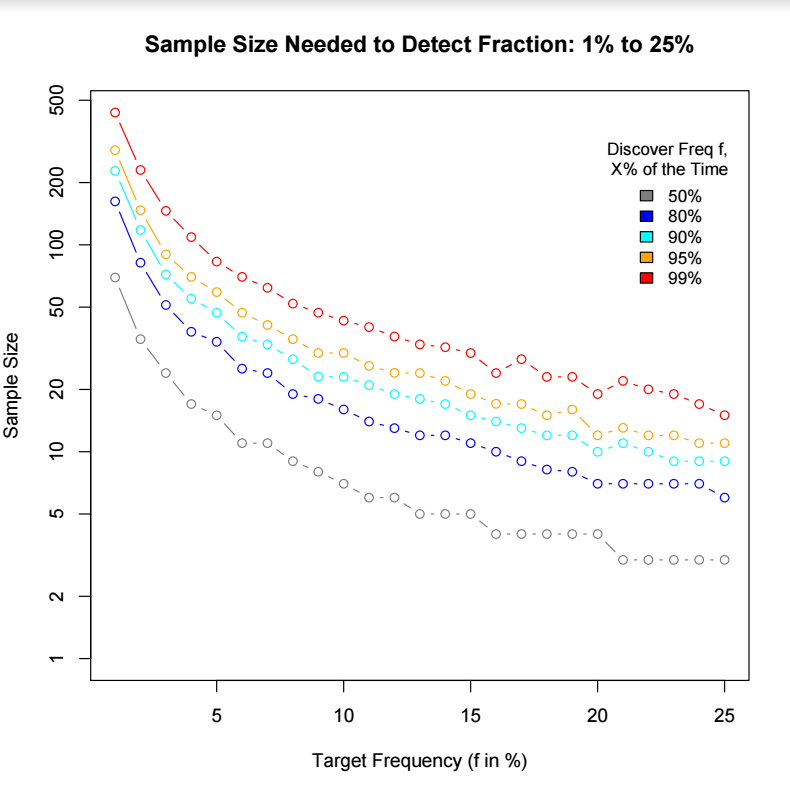 Sample Size Needed to Detect Fraction: 1% to 25%
500
200
100
50
20
10
5
2
1
Sample Size
Discover Freq f,
X% of the Time
50%
80%
90%
95%
99%
5 10 15 20 25
Target Frequency (f in %)